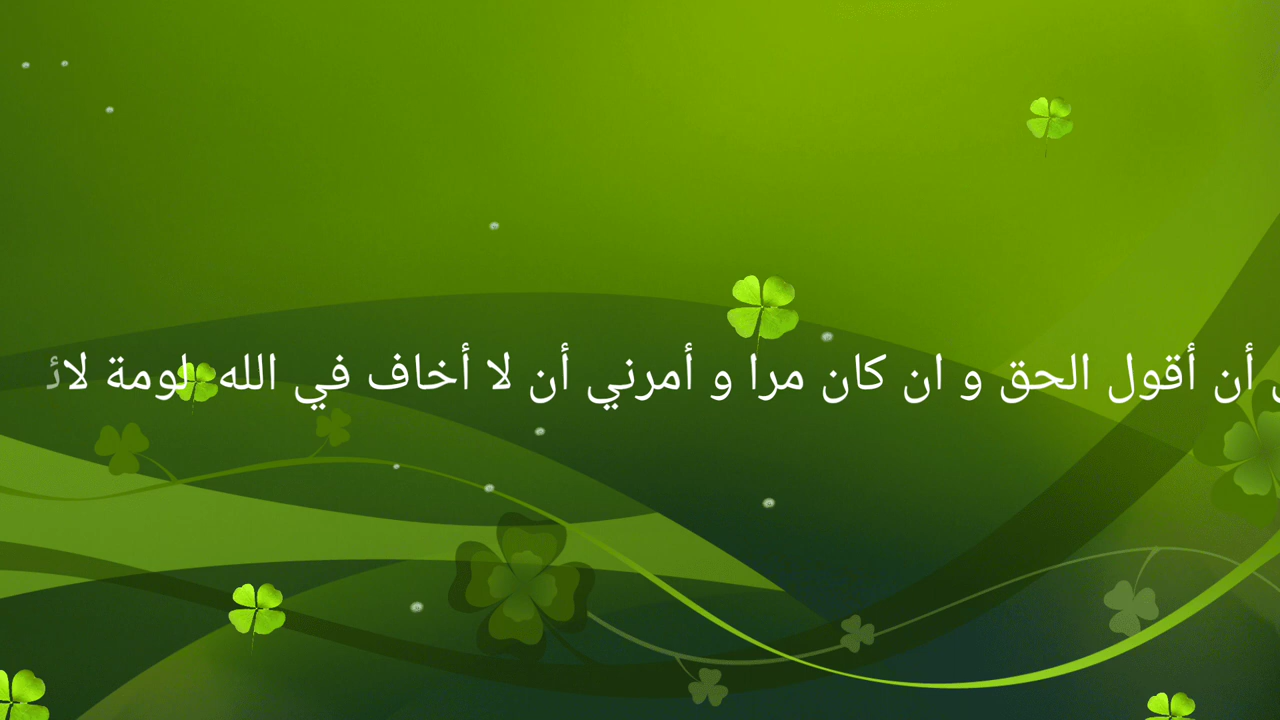 أن أقول الحق و ان كان مرا و أمرني أن لا أخاف في الله لومة